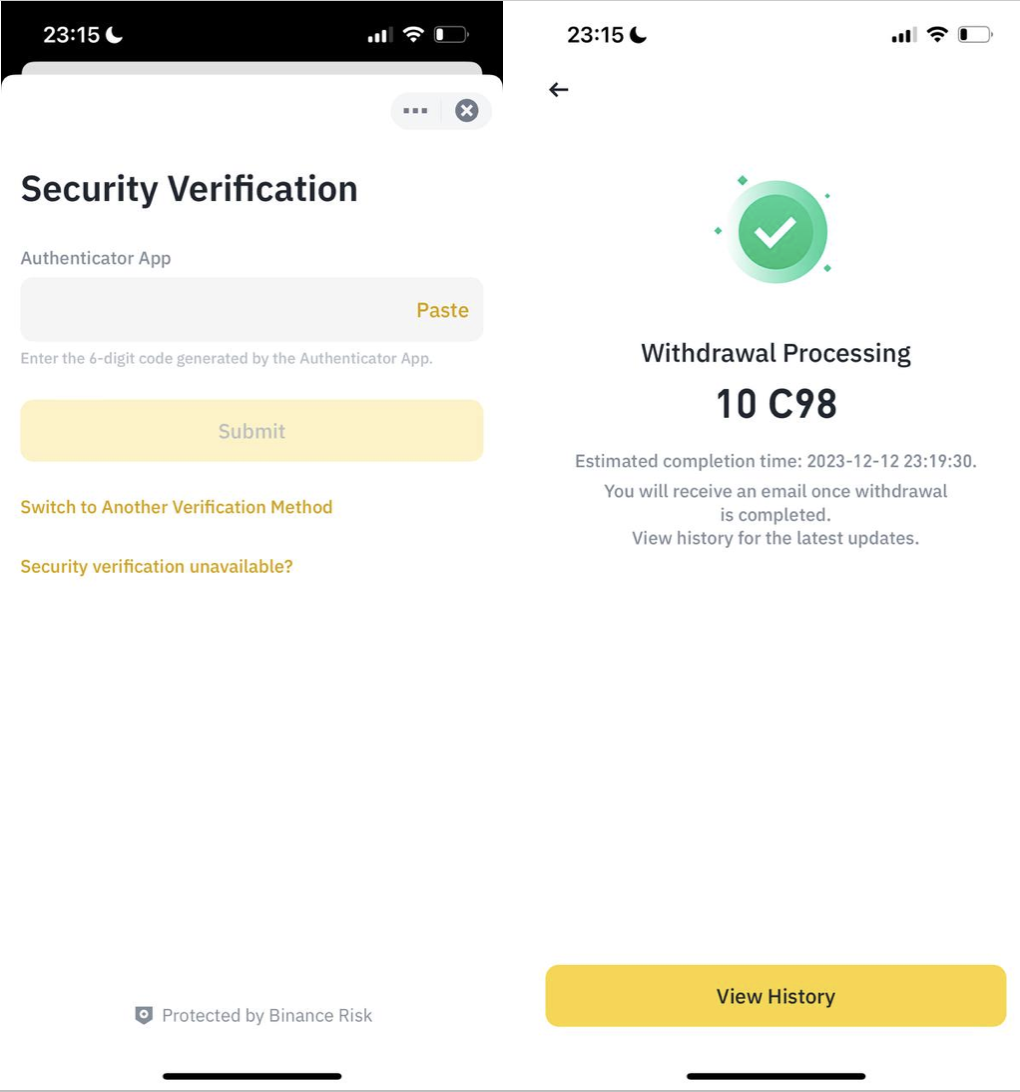 23:15
Security Verification
Authenticator App
Paste
Enter the 6-digit code generated by the Authenticator App.
Submit
Switch to Another Verification Method
Security verification unavailable?
Protected by Binance Risk
23:15
Withdrawal Processing
10 C98
Estimated completion time: 2023-12-12 23:19:30.
You will receive an email once withdrawal
is completed.
View history for the latest updates.
View History